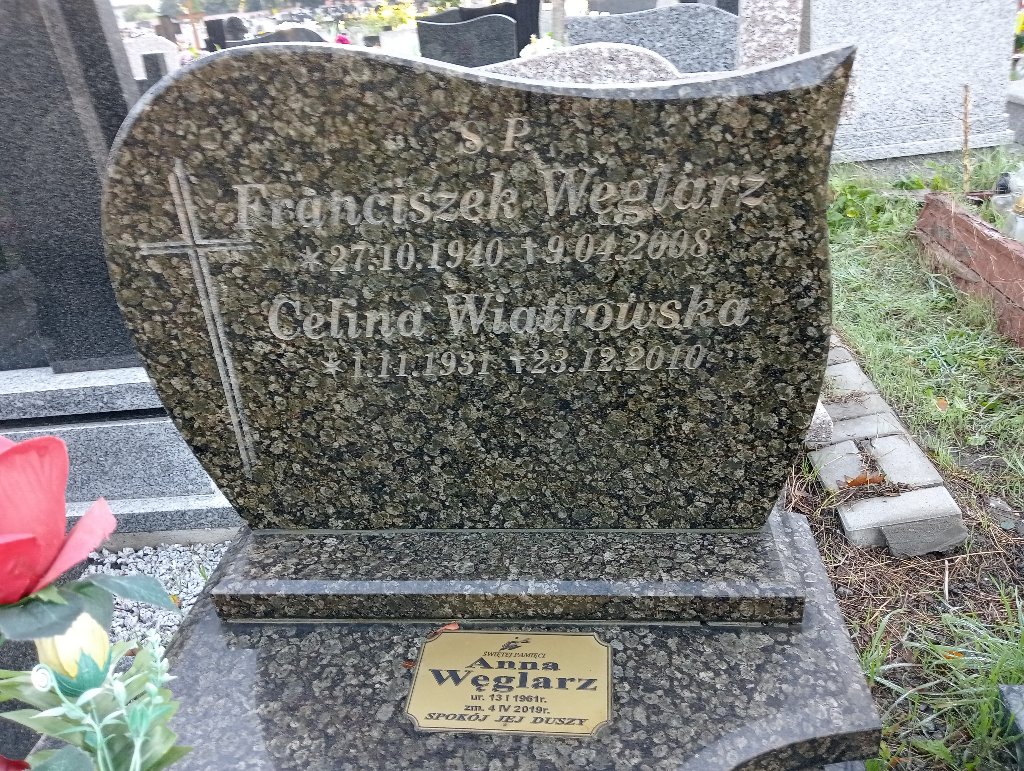 Ś P.
Franciszek Węglarz
*27.10.1940 †9.04.2008
Celina Wiatrowska
*1.11.1931 †23.12.2010
ŚWIĘTEJ PAMIĘCI
Anna
Węglarz
ur. 13 I 1961r.
zm. 4 IV 2019r.
SPOKÓJ JEJ DUSZY